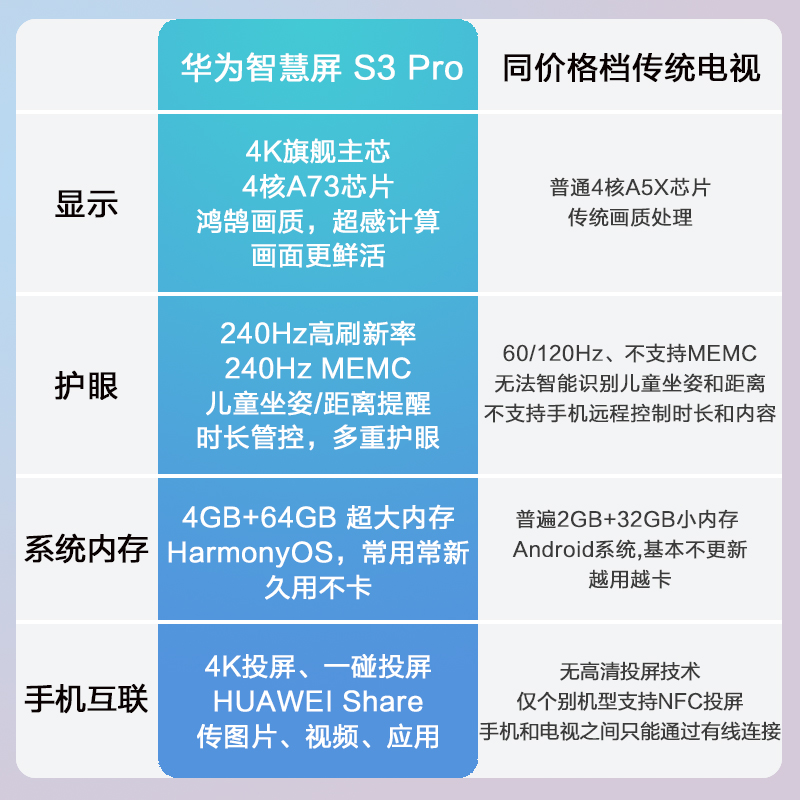 华为智慧屏 S3 Pro
同价格档传统电视
显示
4K旗舰主芯
4核A73芯片
鸿鹄画质，超感计算
画面更鲜活
普通4核A5X芯片
传统画质处理
护眼
240Hz高刷新率
240Hz MEMC
儿童坐姿/距离提醒
时长管控，多重护眼
60/120Hz、不支持MEMC
无法智能识别儿童坐姿和距离
不支持手机远程控制时长和内容
系统内存
4GB+64GB 超大内存
HarmonyOS，常用常新
久用不卡
普遍2GB+32GB小内存
Android系统,基本不更新
越用越卡
手机互联
4K投屏、一碰投屏
HUAWEI Share
传图片、视频、应用
无高清投屏技术
仅个别机型支持NFC投屏
手机和电视之间只能通过有线连接